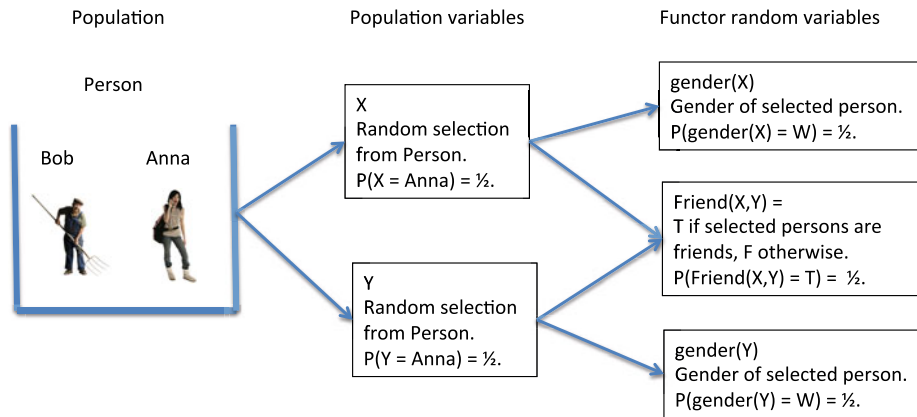 Population
Population variables
Functor random variables
Person
Bob
Anna
X
Random selection
from Person.
P(X = Anna) = ½.
Y
Random selection
from Person.
P(Y = Anna) = ½.
gender(X)
Gender of selected person.
P(gender(X) = W) = ½.
Friend(X,Y) =
T if selected persons are
friends, F otherwise.
P(Friend(X,Y) = T) = ½.
gender(Y)
Gender of selected person.
P(gender(Y) = W) = ½.